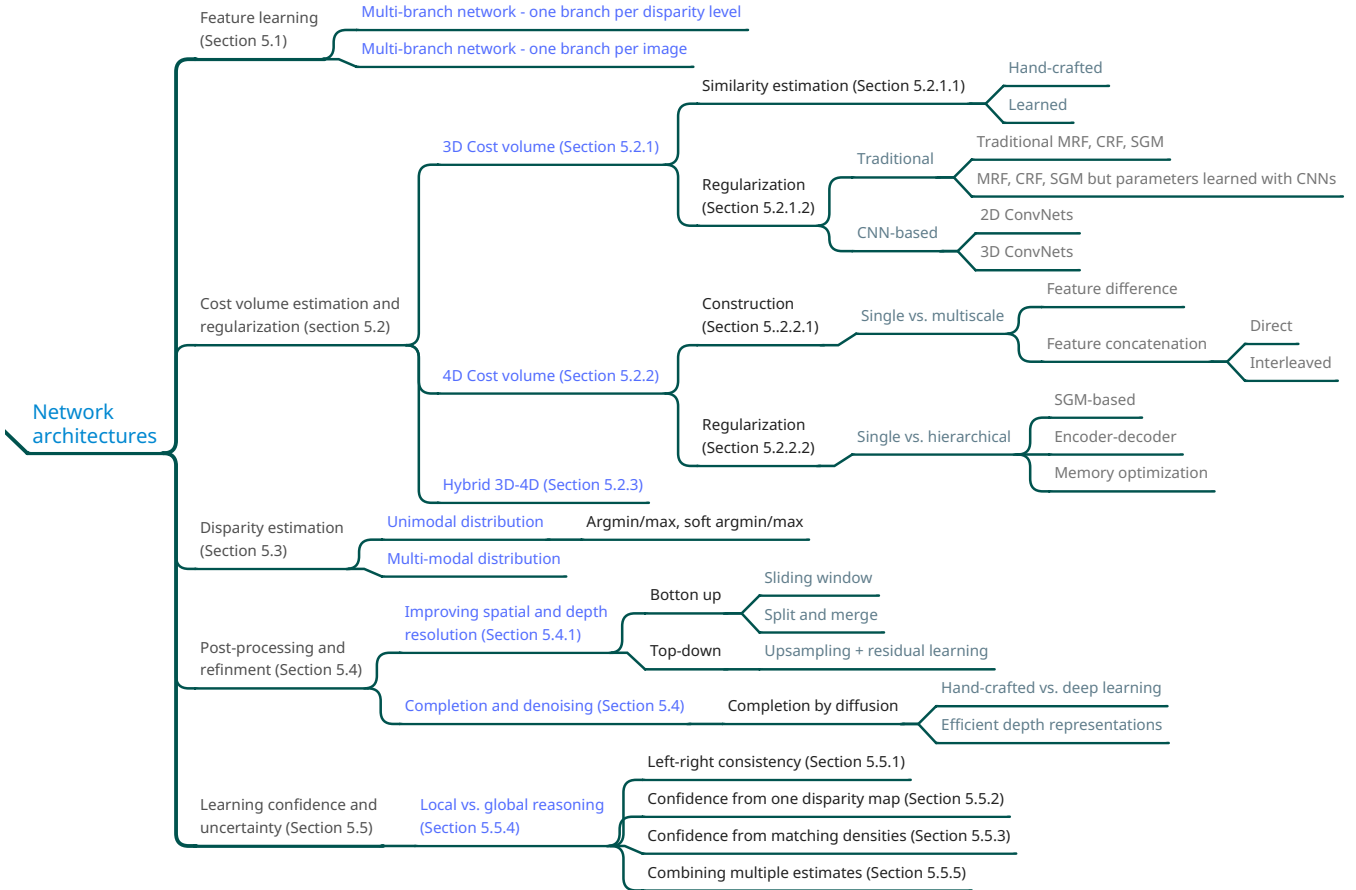 Network
architectures
Feature learning
(Section 5.1)
Multi-branch network - one branch per disparity level
Multi-branch network - one branch per image
Cost volume estimation and
regularization (section 5.2)
3D Cost volume (Section 5.2.1)
Similarity estimation (Section 5.2.1.1)
Hand-crafted
Learned
Regularization
(Section 5.2.1.2)
Traditional
Traditional MRF, CRF, SGM
MRF, CRF, SGM but parameters learned with CNNs
CNN-based
2D ConvNets
3D ConvNets
4D Cost volume (Section 5.2.2)
Construction
(Section 5..2.2.1)
Single vs. multiscale
Feature difference
Feature concatenation
Direct
Interleaved
Regularization
(Section 5.2.2.2)
Single vs. hierarchical
SGM-based
Encoder-decoder
Memory optimization
Hybrid 3D-4D (Section 5.2.3)
Disparity estimation
(Section 5.3)
Unimodal distribution
Argmin/max, soft argmin/max
Multi-modal distribution
Post-processing and
refinment (Section 5.4)
Improving spatial and depth
resolution (Section 5.4.1)
Botton up
Sliding window
Split and merge
Top-down
Upsampling + residual learning
Completion and denoising (Section 5.4)
Completion by diffusion
Hand-crafted vs. deep learning
Efficient depth representations
Learning confidence and
uncertainty (Section 5.5)
Local vs. global reasoning
(Section 5.5.4)
Left-right consistency (Section 5.5.1)
Confidence from one disparity map (Section 5.5.2)
Confidence from matching densities (Section 5.5.3)
Combining multiple estimates (Section 5.5.5)